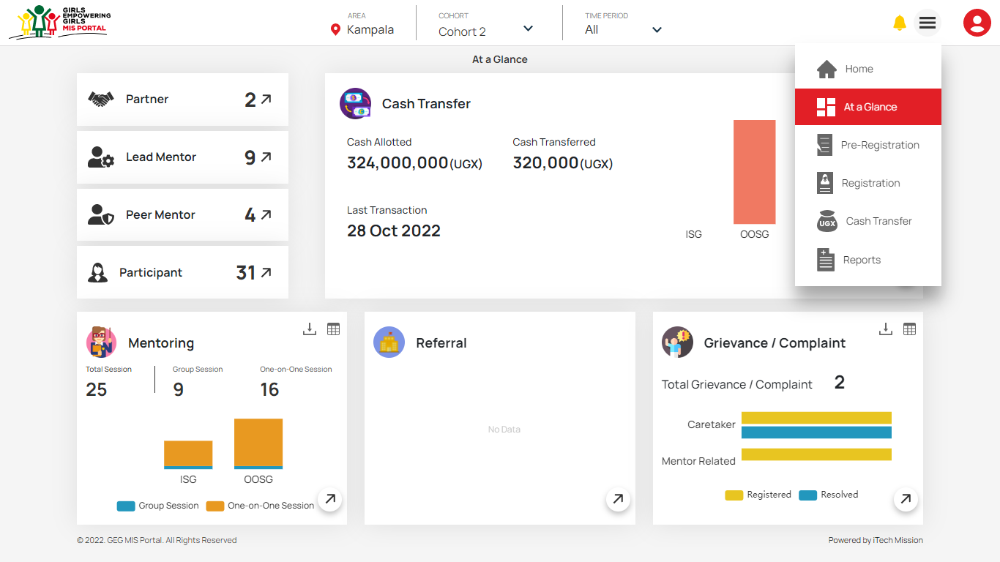 GIRLS
EMPOWERING
GIRLS
MIS PORTAL
AREA
Kampala
COHORT
Cohort 2
TIME PERIOD
All
At a Glance
Home
At a Glance
Pre-Registration
Registration
UGX
Cash Transfer
Reports
Partner 2
Lead Mentor 9
Peer Mentor 4
Participant 31
Cash Transfer
Cash Allotted
324,000,000(UGX)
Cash Transferred
320,000(UGX)
Last Transaction
28 Oct 2022
ISG OOSG
Mentoring
Total Session
25
Group Session
9
One-on-One Session
16
ISG OOSG
Group Session One-on-One Session
Referral
No Data
Grievance / Complaint
Total Grievance / Complaint 2
Caretaker
Mentor Related
Registered Resolved
© 2022. GEG MIS Portal. All Rights Reserved
Powered by iTech Mission